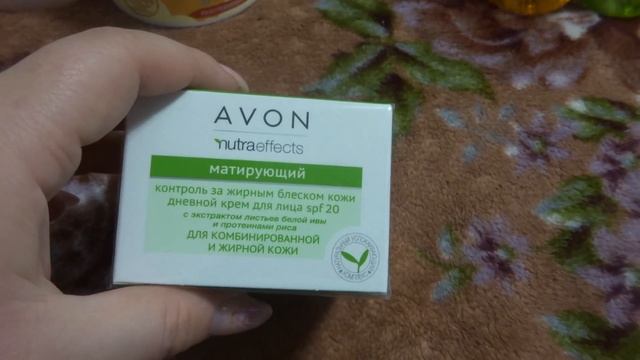 AVON
nutraeffects
матирующий
контроль за жирным блеском кожи
дневной крем для лица spf 20
с экстрактом листьев белой ивы
и протеинами риса
ДЛЯ КОМБИНИРОВАННОЙ
И ЖИРНОЙ КОЖИ